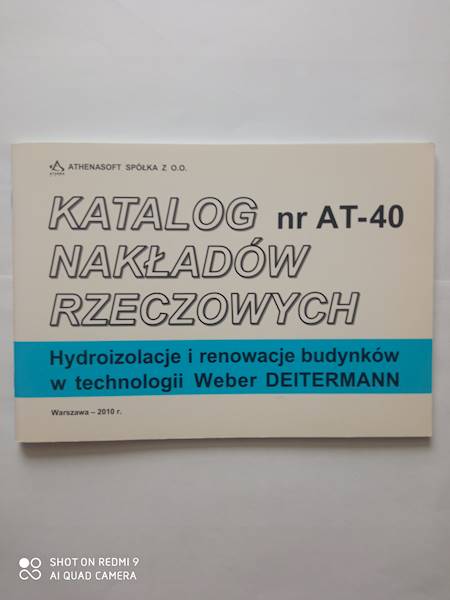 ATHENASOFT SPÓŁKA Z O.O.
KATALOG nr AT-40
NAKŁADÓW
RZECZOWYCH
Hydroizolacje i renowacje budynków
w technologii Weber DEITERMANN
Warszawa – 2010 r.
SHOT ON REDMI 9
AI QUAD CAMERA